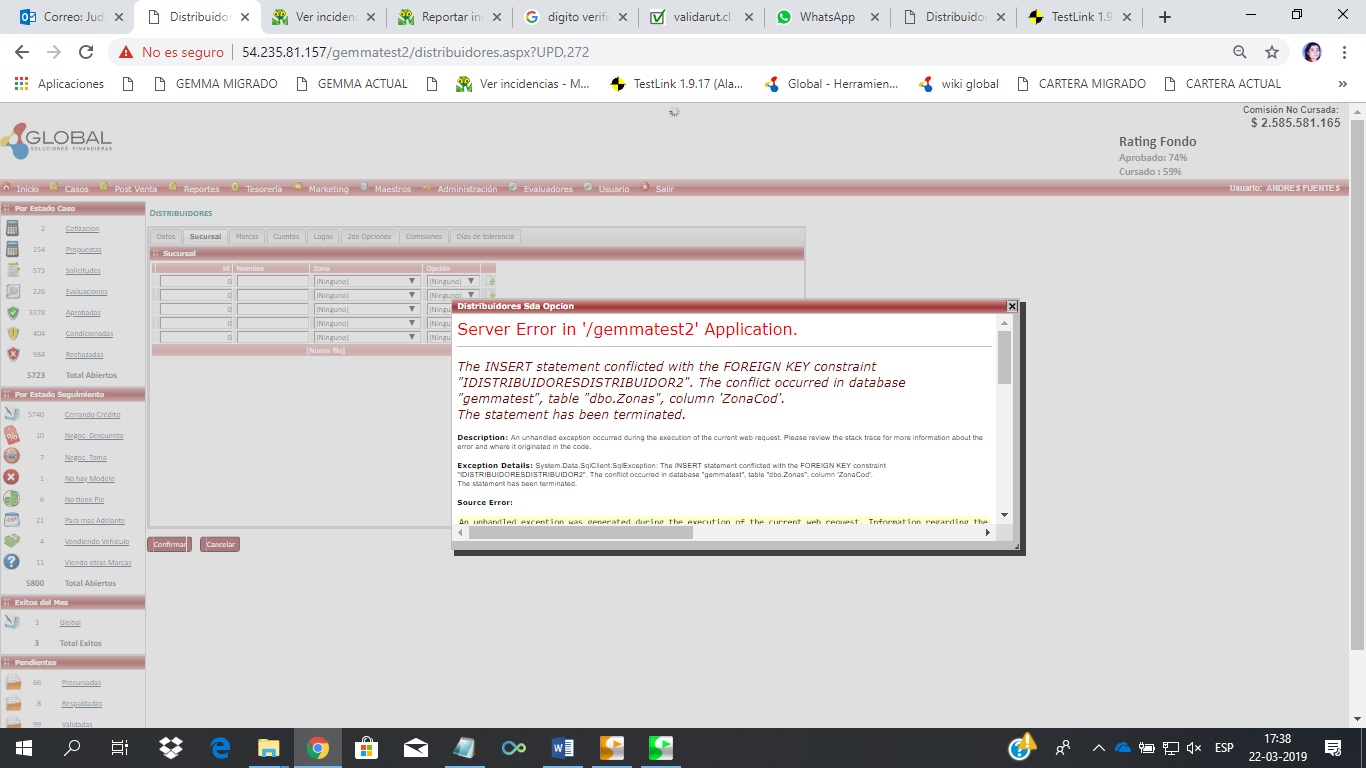 Correo: Jud
Distribuidor
Ver inciden
Reportar in
digito verifi
validarut.cl
WhatsApp
Distribuidor
TestLink 1.9
No es seguro
54.235.81.157/gemmatest2/distribuidores.aspx?UPD,272
Aplicaciones
GEMMA MIGRADO
GEMMA ACTUAL
Ver incidencias - M...
TestLink 1.9.17 (Ala...
Global - Herramien...
wiki global
CARTERA MIGRADO
CARTERA ACTUAL
»
Comisión No Cursada:
$ 2.585.581.165
GLOBAL
SOLUCIONES FINANCIERAS
Rating Fondo
Aprobado: 74%
Cursado : 59%
Inicio Casos Post Venta Reportes Tesorería Marketing Maestros Administración Evaluadores Usuario Salir
Usuario: ANDRES FUENTES
Por Estado Caso
2 Cotización
154 Propuestas
575 Solicitudes
226 Evaluaciones
3378 Aprobadas
404 Condicionadas
984 Rechazadas
5723 Total Abiertos
Por Estado Seguimiento
5740 Cerrando Crédito
10 Negoc. Descuento
7 Negoc. Toma
1 No hay Modelo
6 No tiene Pie
21 Para mas Adelante
4 Vendiendo Vehiculo
11 Viendo otras Marcas
5800 Total Abiertos
Exitos del Mes
3 Global
3 Total Exitos
Pendientes
66 Precursadas
8 Respaldadas
99 Validadas
DISTRIBUIDORES
Datos Sucursal Marcas Cuentas Logos 2da Opciones Comisiones Días de tolerancia
Sucursal
Id Nombre Zona Opción
0 (Ninguno) (Ninguno)
0 (Ninguno) (Ninguno)
0 (Ninguno) (Ningu
0 (Ninguno) (Ningu
0 (Ninguno) (Ningu
[Nueva fila]
Confirmar Cancelar
Distribuidores Sda Opcion
Server Error in '/gemmatest2' Application.
The INSERT statement conflicted with the FOREIGN KEY constraint
"IDISTRIBUIDORESDISTRIBUIDOR2". The conflict occurred in database
"gemmatest", table "dbo.Zonas", column 'ZonaCod'.
The statement has been terminated.
Description: An unhandled exception occurred during the execution of the current web request. Please review the stack trace for more information about the
error and where it originated in the code.
Exception Details: System.Data.SqlClient.SqlException: The INSERT statement conflicted with the FOREIGN KEY constraint
"IDISTRIBUIDORESDISTRIBUIDOR2". The conflict occurred in database "gemmatest", table "dbo.Zonas", column 'ZonaCod'.
The statement has been terminated.
Source Error:
An unhandled exception was generated during the execution of the current web request. Information regarding the
ESP
17:38
22-03-2019